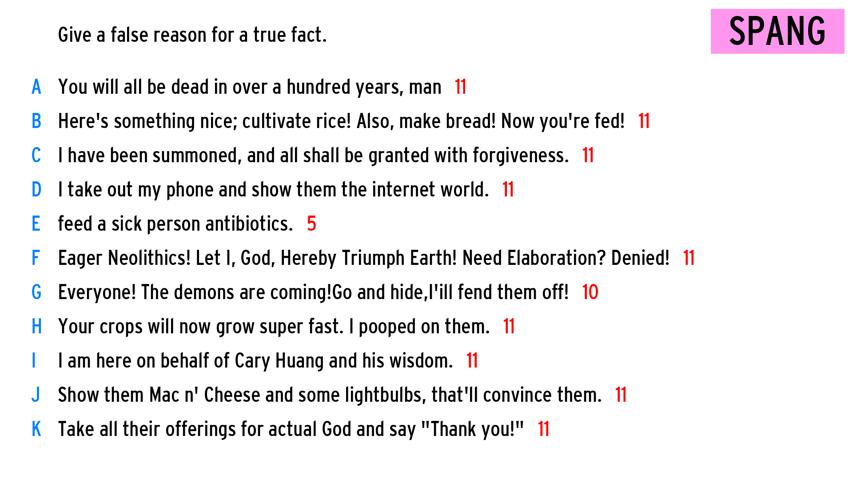 Give a false reason for a true fact.
SPANG
A You will all be dead in over a hundred years, man 11
B Here's something nice; cultivate rice! Also, make bread! Now you're fed! 11
C I have been summoned, and all shall be granted with forgiveness. 11
D I take out my phone and show them the internet world. 11
E feed a sick person antibiotics. 5
F Eager Neolithics! Let I, God, Hereby Triumph Earth! Need Elaboration? Denied! 11
G Everyone! The demons are coming!Go and hide,I'ill fend them off! 10
H Your crops will now grow super fast. I pooped on them. 11
I I am here on behalf of Cary Huang and his wisdom. 11
J Show them Mac n' Cheese and some lightbulbs, that'll convince them. 11
K Take all their offerings for actual God and say "Thank you!" 11